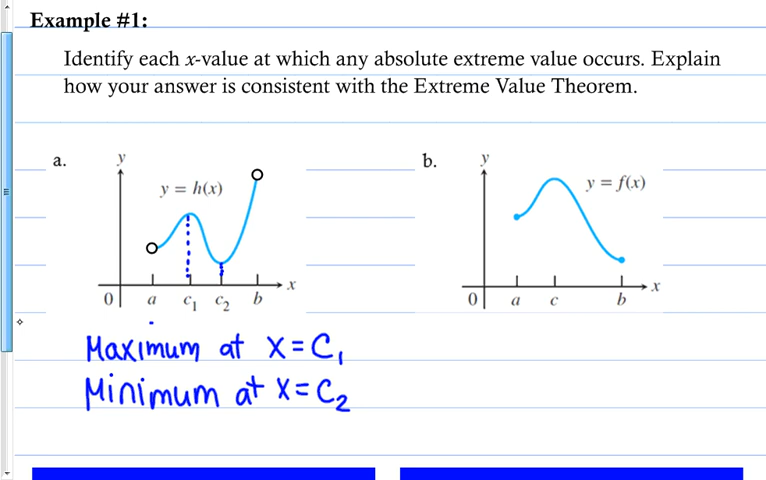 Example #1:
Identify each x-value at which any absolute extreme value occurs. Explain
how your answer is consistent with the Extreme Value Theorem.
a.
y
y = h(x)
0 a c₁ c₂ b x
b.
y
y = f(x)
0 a c b x
Maximum at x = C₁
Minimum at x = C₂